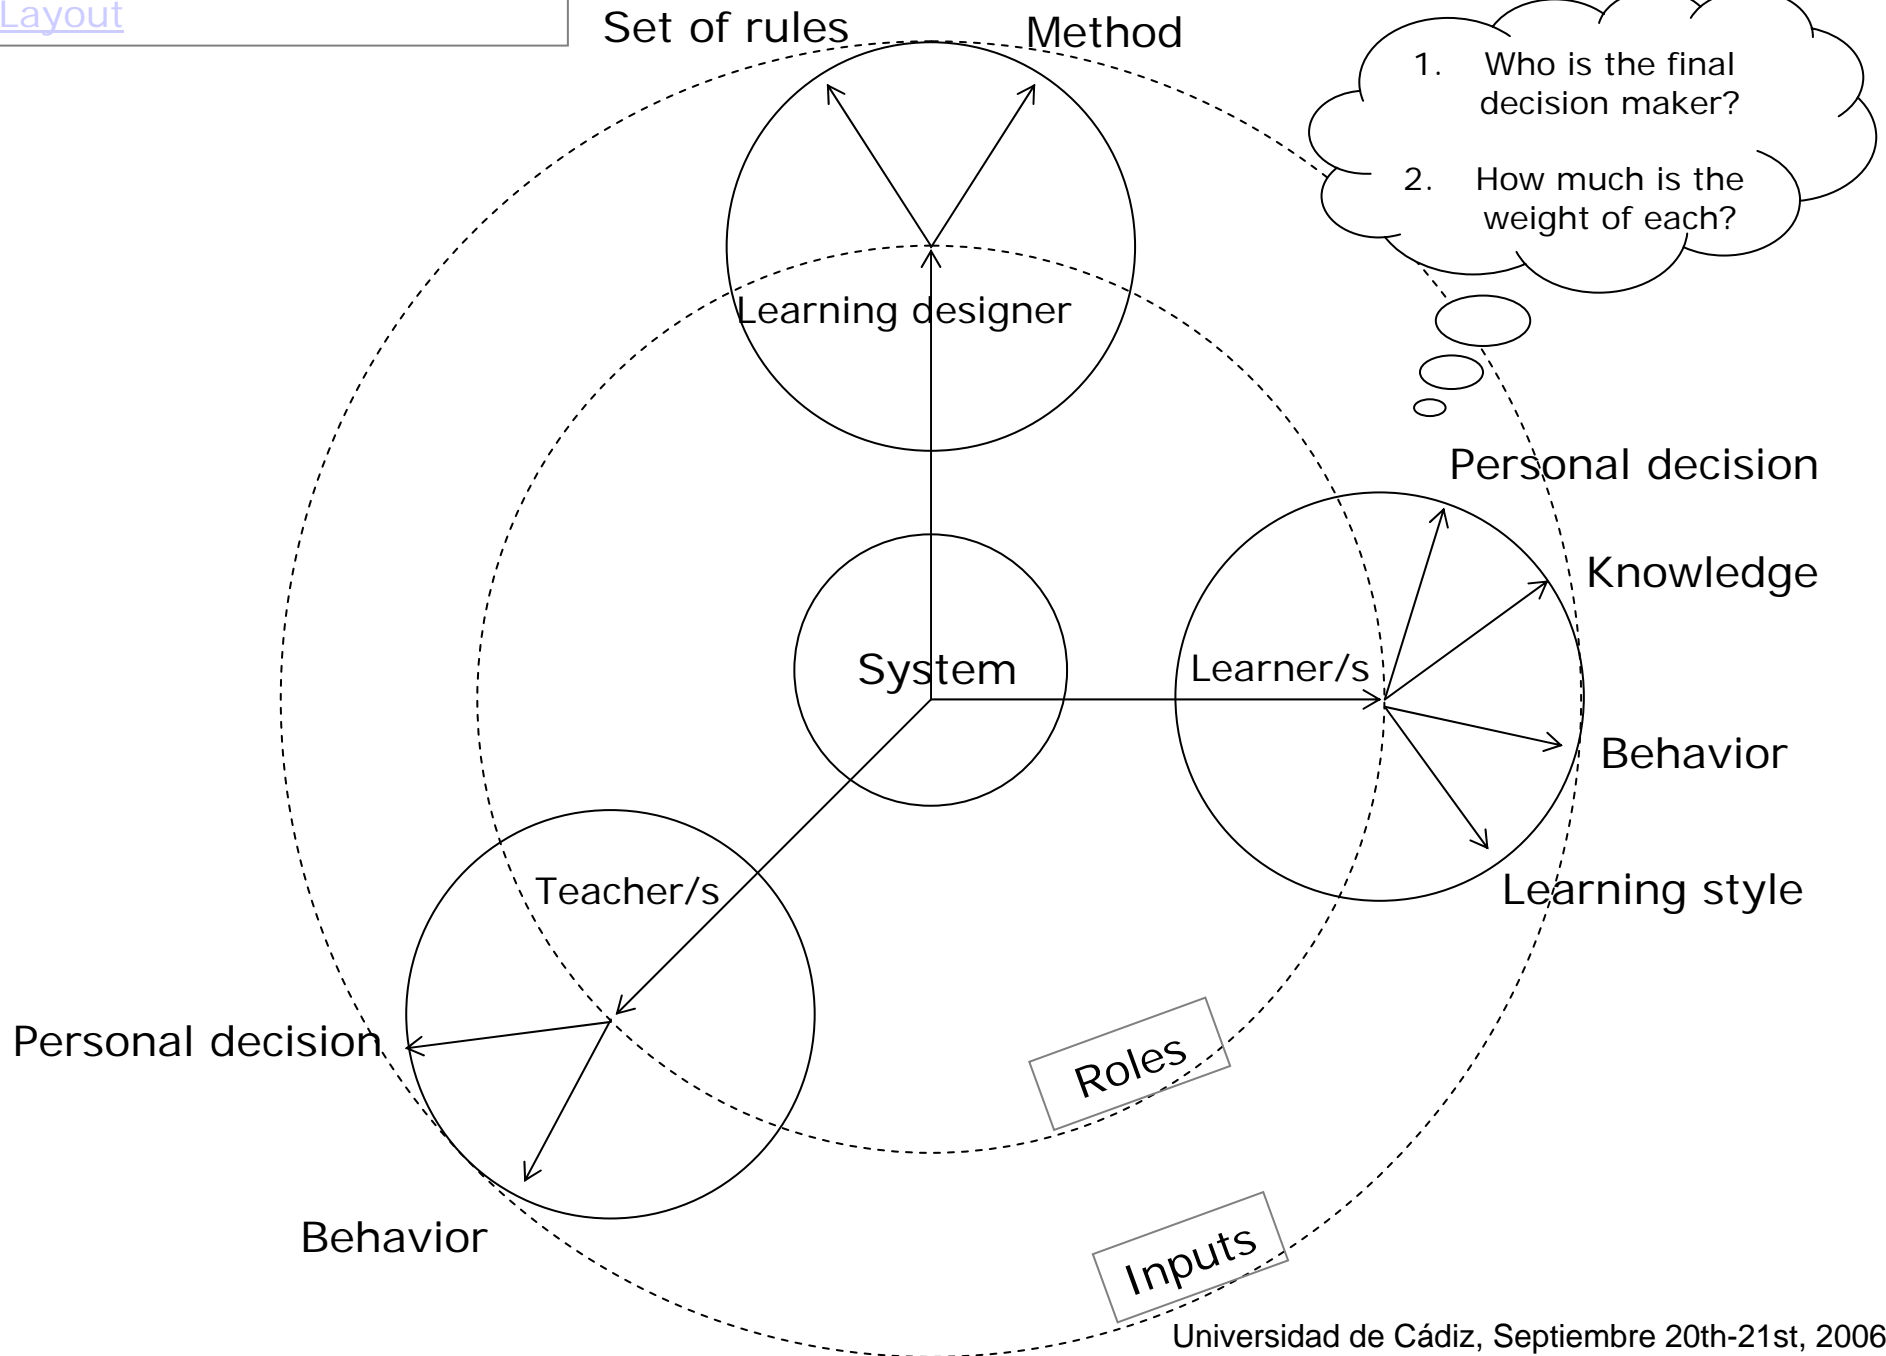 Layout
Set of rules
Method
1. Who is the final
decision maker?
2. How much is the
weight of each?
Learning designer
Personal decision
Knowledge
System
Learner/s
Behavior
Teacher/s
Learning style
Personal decision
Roles
Behavior
Inputs
Universidad de Cádiz, Septiembre 20th-21st, 2006